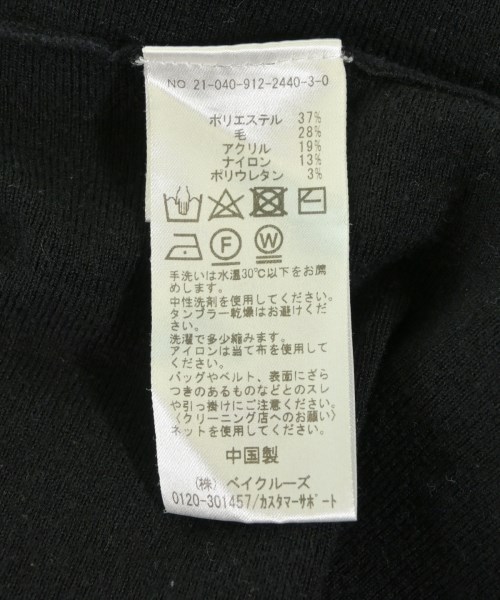 NO 21-040-912-2440-3-0
ポリエステル 37%
毛 28%
アクリル 19%
ナイロン 13%
ポリウレタン 3%
F W
手洗いは水温30℃以下をお薦
めします。
中性洗剤を使用してください。
タンブラー乾燥はお避けくださ
い。
洗濯で多少縮みます。
アイロンは当て布を使用して
ください。
バッグやベルト、表面にざら
つきのあるものなどとのスレ
や引っ掛けにご注意ください。
〈クリーニング店へのお願い〉
ネットを使用してください。
中国製
(株) ベイクルーズ
0120-301457/カスタマーサポート